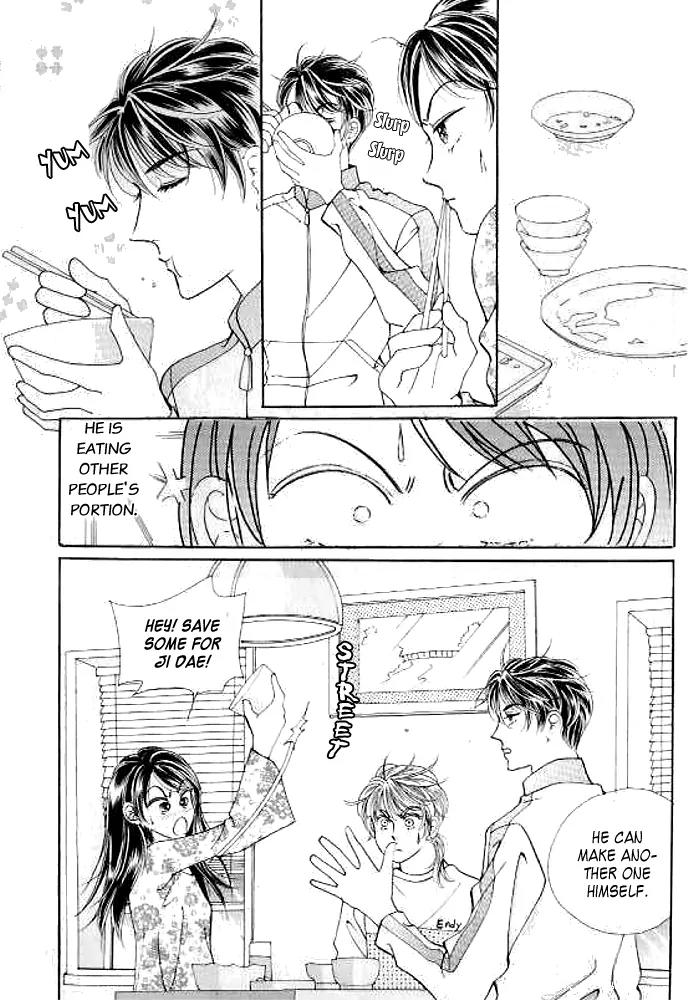 YUM
YUM
Slurp
Slurp
HE IS
EATING
OTHER
PEOPLE'S
PORTION.
HEY! SAVE
SOME FOR
JI DAE!
STREET
Endy
HE CAN
MAKE ANO-
THER ONE
HIMSELF.